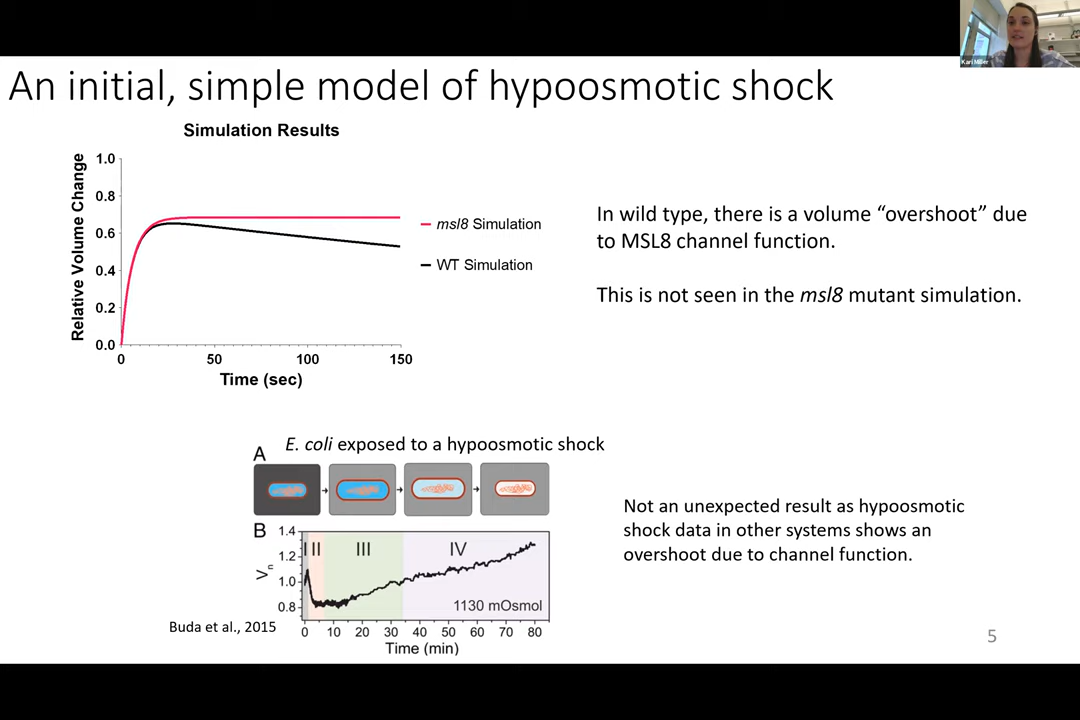 Kari Miller
An initial, simple model of hypoosmotic shock
Simulation Results
Relative Volume Change
1.0
0.8
0.6
0.4
0.2
0.0
0
50
100
150
Time (sec)
msl8 Simulation
WT Simulation
In wild type, there is a volume “overshoot” due
to MSL8 channel function.
This is not seen in the msl8 mutant simulation.
E. coli exposed to a hypoosmotic shock
A
B
Vn
1.4
1.2
1.0
0.8
I
II
III
IV
1130 mOsmol
0
10
20
30
40
50
60
70
80
Time (min)
Buda et al., 2015
Not an unexpected result as hypoosmotic
shock data in other systems shows an
overshoot due to channel function.
5